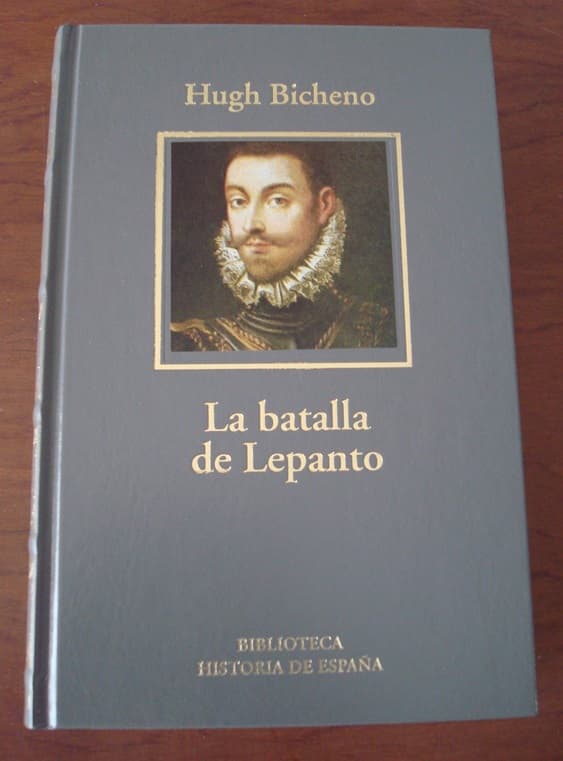 Hugh Bicheno
La batalla
de Lepanto
BIBLIOTECA
HISTORIA DE ESPAÑA